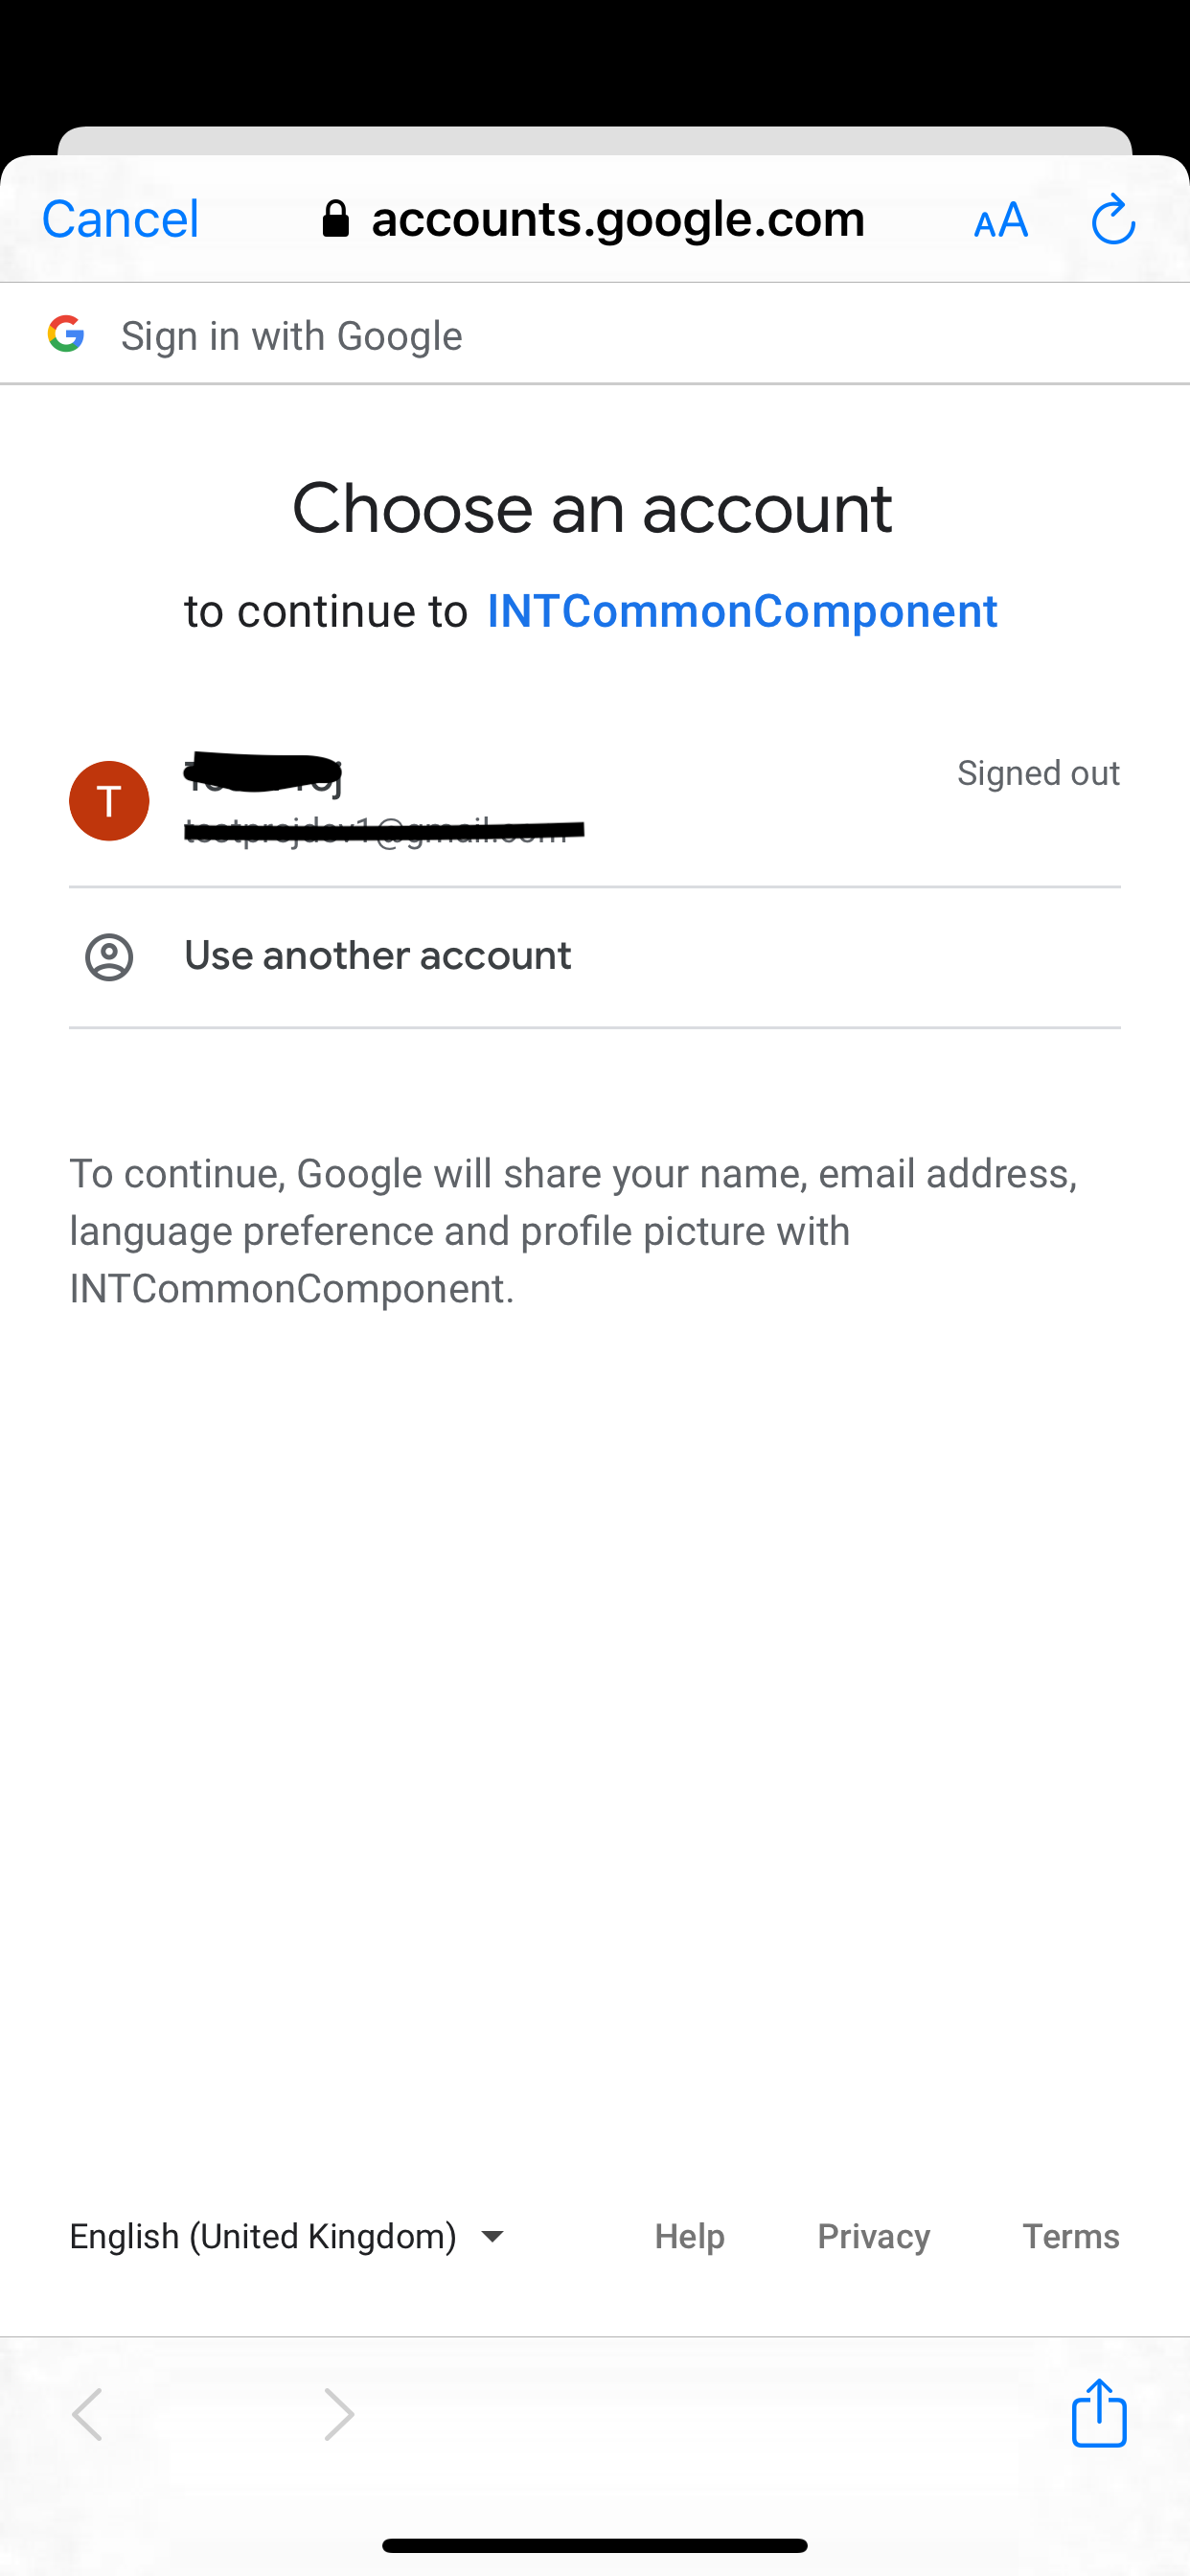 Cancel
accounts.google.com
AA
Sign in with Google
Choose an account
to continue to INTCommonComponent
T
Signed out
Use another account
To continue, Google will share your name, email address,
language preference and profile picture with
INTCommonComponent.
English (United Kingdom)
Help
Privacy
Terms